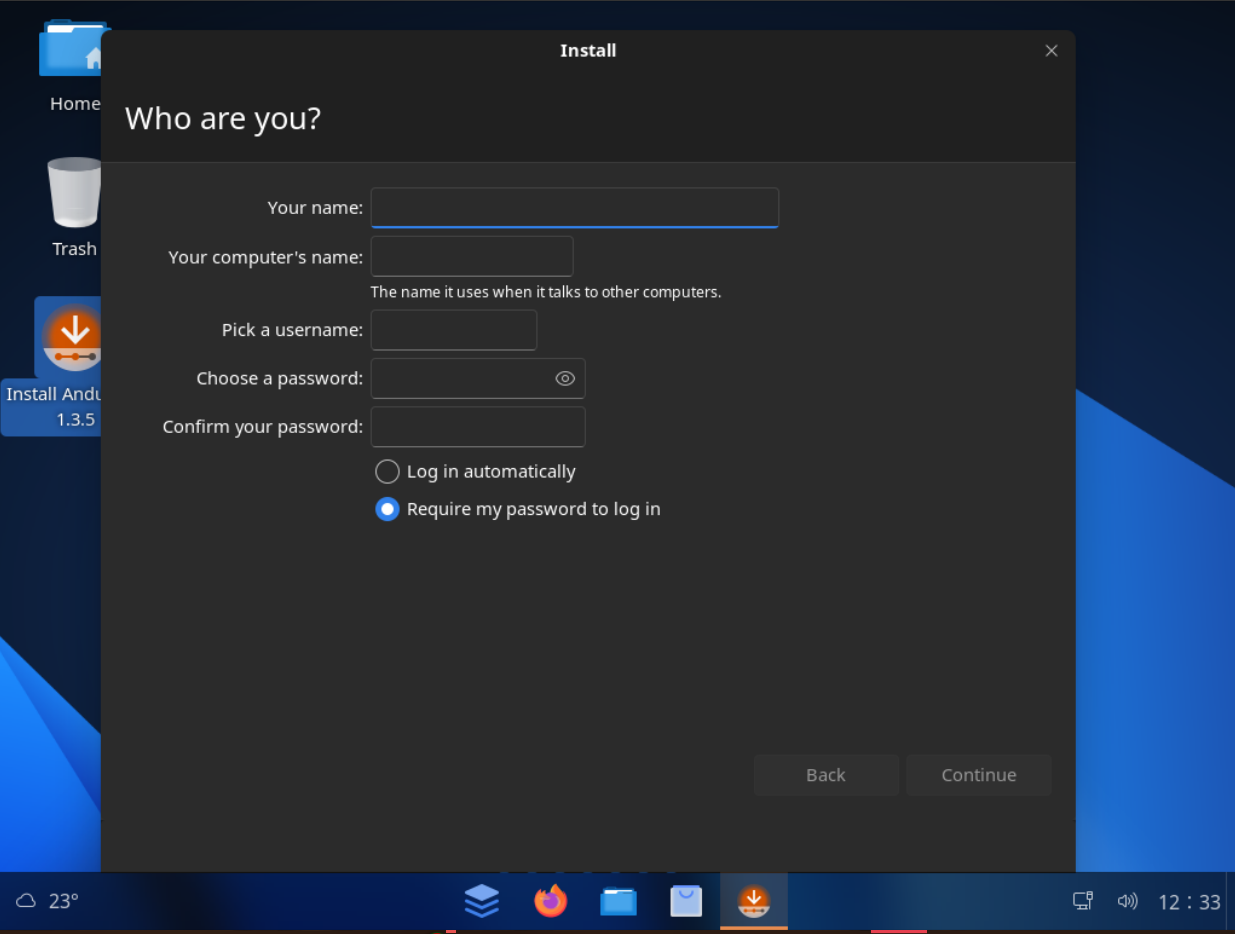 Install
Home
Who are you?
Your name:
Your computer's name:
The name it uses when it talks to other computers.
Trash
Pick a username:
Choose a password:
Install Andu
1.3.5
Confirm your password:
Log in automatically
Require my password to log in
Back
Continue
23°
12 : 33